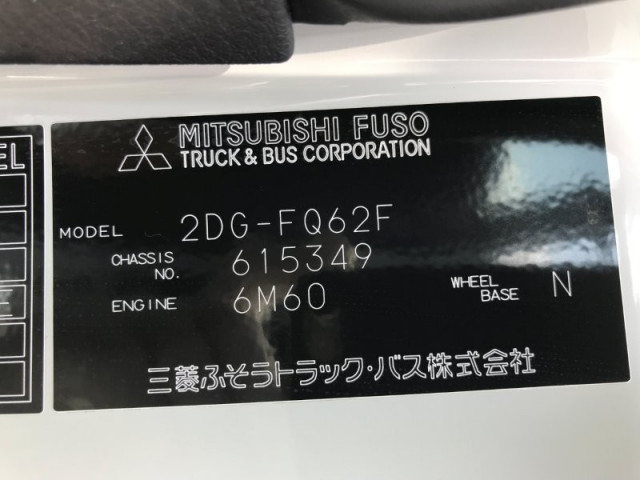 MITSUBISHI FUSO
TRUCK & BUS CORPORATION
MODEL 2DG-FQ62F
CHASSIS NO. 615349
ENGINE 6M60
WHEEL BASE N
三菱ふそうトラック・バス株式会社
EL